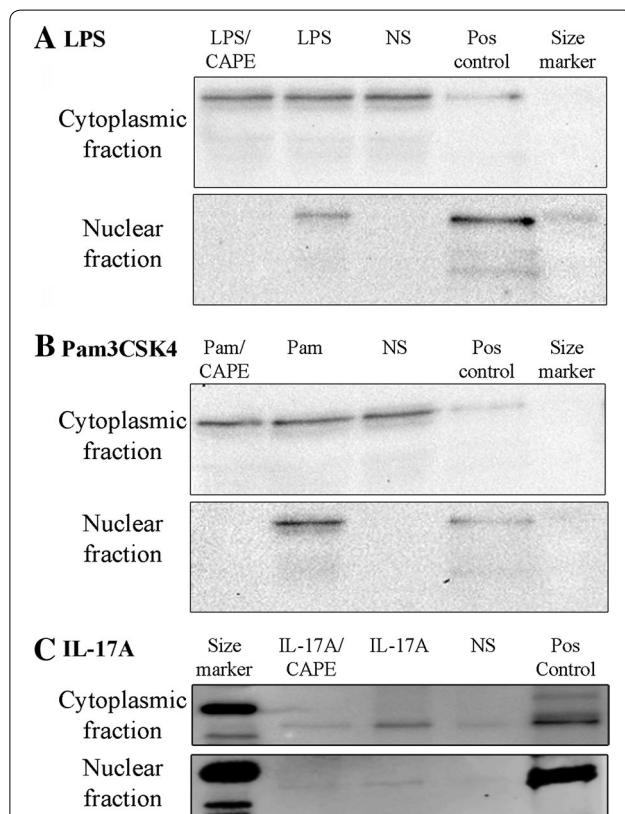 A LPS
LPS/ LPS NS Pos Size
CAPE control marker
Cytoplasmic
fraction
Nuclear
fraction
B Pam3CSK4
Pam/ Pam NS Pos Size
CAPE control marker
Cytoplasmic
fraction
Nuclear
fraction
C IL-17A
Size IL-17A/ IL-17A NS Pos
marker CAPE Control
Cytoplasmic
fraction
Nuclear
fraction